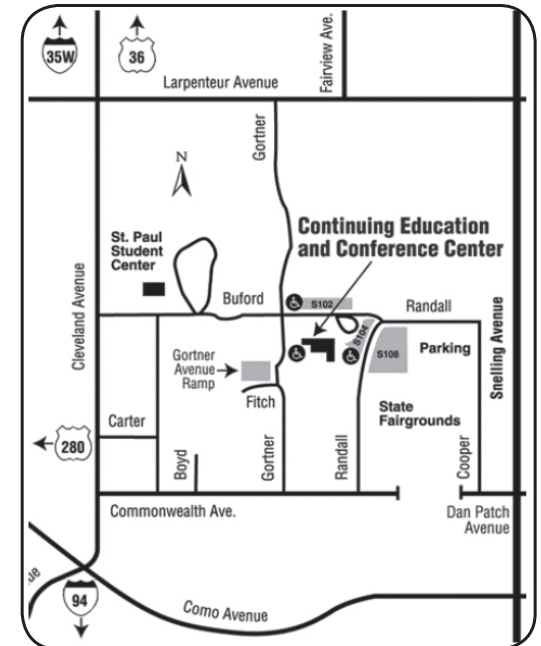 35W
36
Fairview Ave.
Larpenteur Avenue
Gortner
N
Continuing Education
and Conference Center
St. Paul
Student
Center
Cleveland Avenue
Buford
S102
Randall
Snelling Avenue
S104
S108
Parking
Gortner
Avenue
Ramp
Fitch
State
Fairgrounds
Carter
280
Boyd
Gortner
Randall
Cooper
Commonwealth Ave.
Dan Patch
Avenue
94
Como Avenue